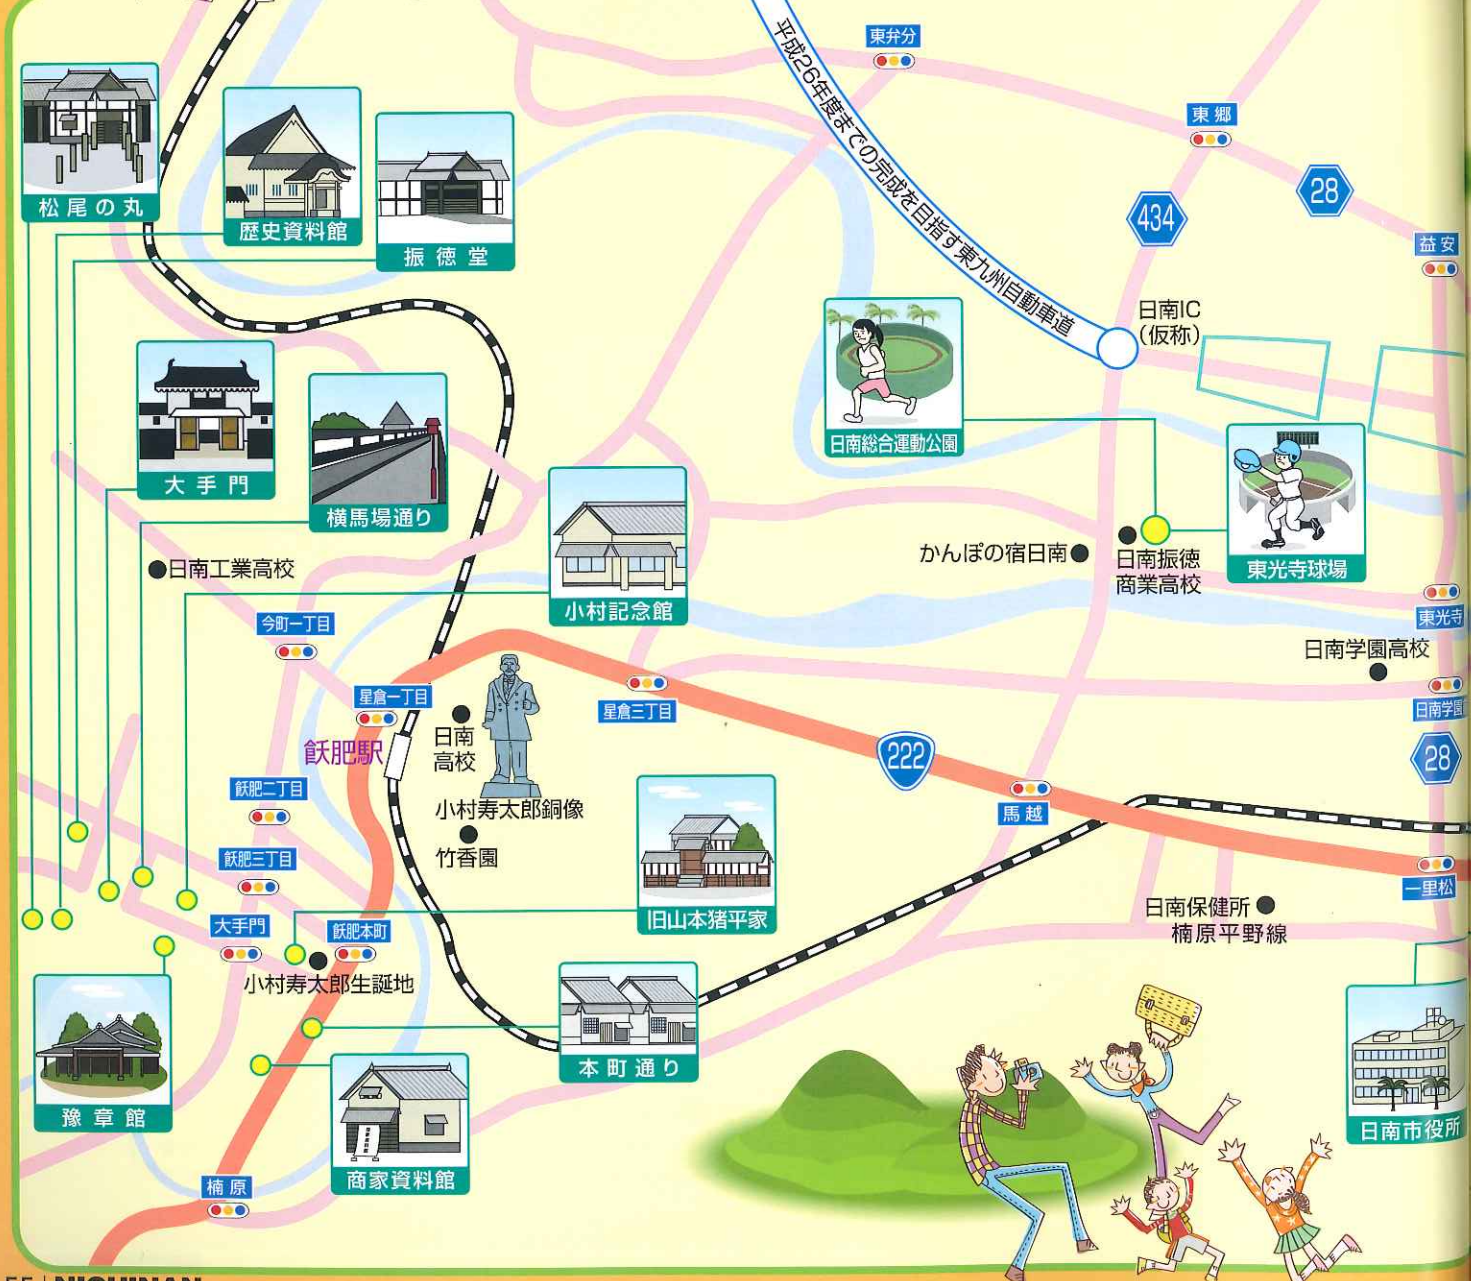 平成26年度までの完成を目指す東九州自動車道
東弁分
東郷
28
434
益安
松尾の丸
歴史資料館
振徳堂
日南IC
(仮称)
大手門
横馬場通り
日南総合運動公園
東光寺球場
小村記念館
日南工業高校
かんぽの宿日南
日南振徳
商業高校
今町一丁目
東光寺
日南学園高校
星倉一丁目
星倉三丁目
日南学園
飫肥駅
日南
高校
222
28
飫肥二丁目
小村寿太郎銅像
馬越
竹香園
飫肥三丁目
一里松
大手門
飫肥本町
旧山本猪平家
日南保健所
楠原平野線
小村寿太郎生誕地
本町通り
豫章館
商家資料館
日南市役所
楠原
55 | NICHINAN